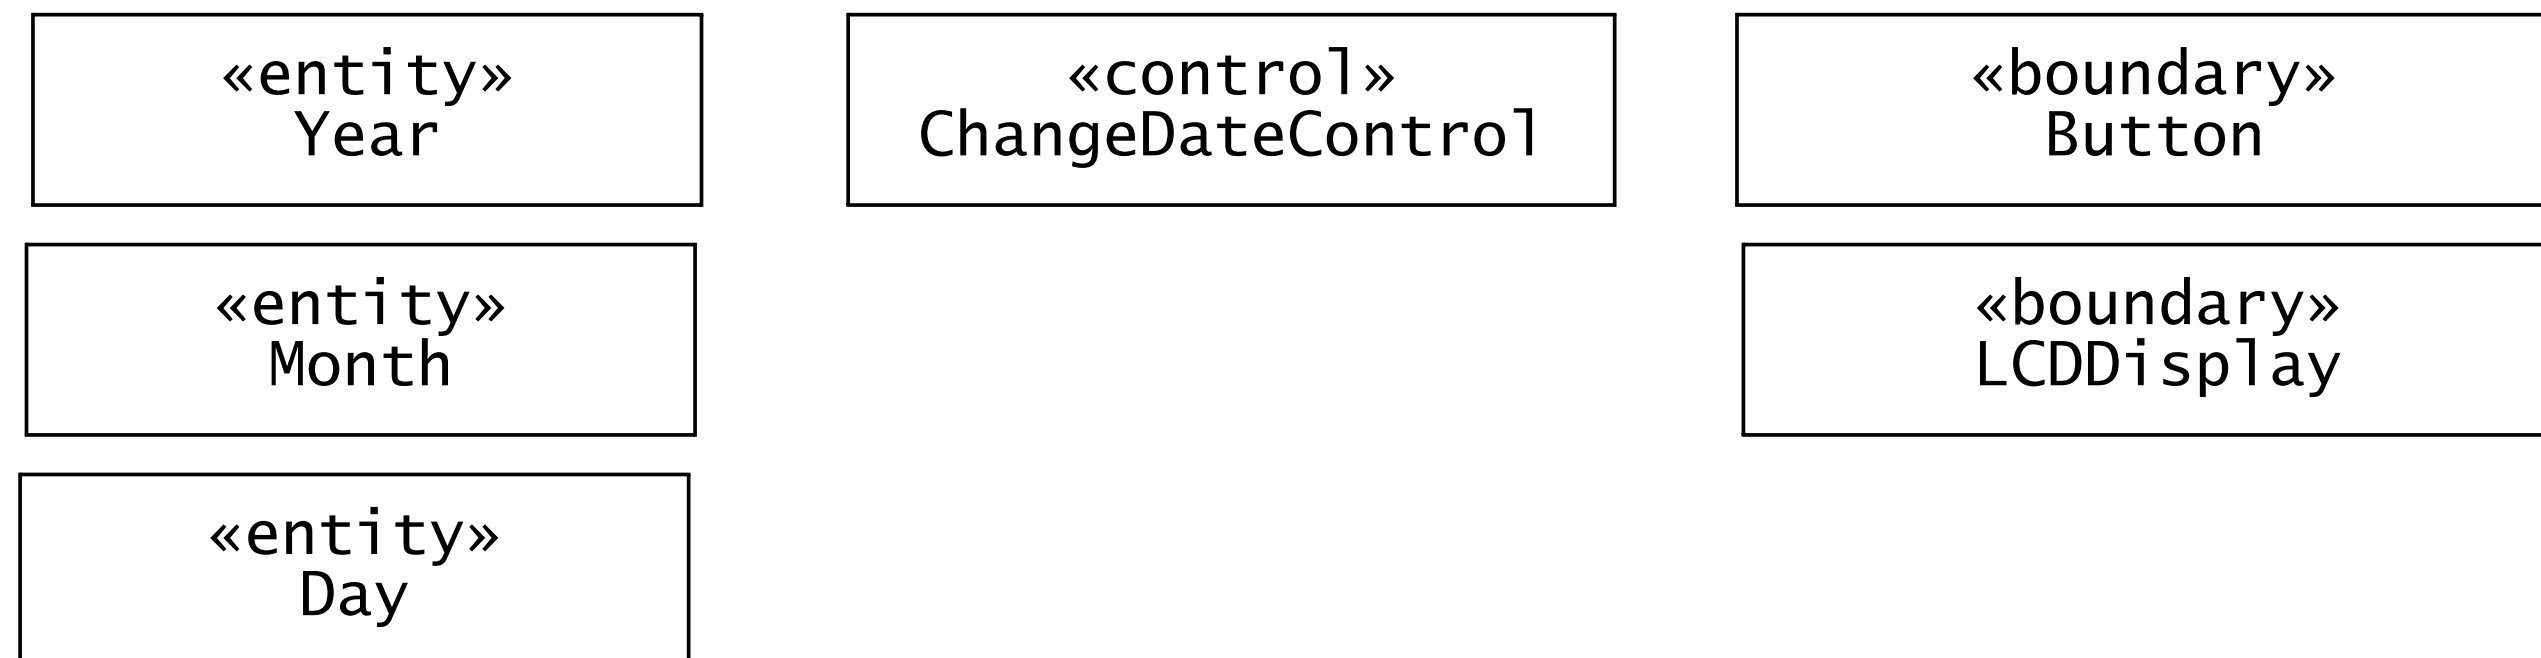 «entity»
Year
«control»
ChangeDateControl
«boundary»
Button
«entity»
Month
«boundary»
LCDDisplay
«entity»
Day